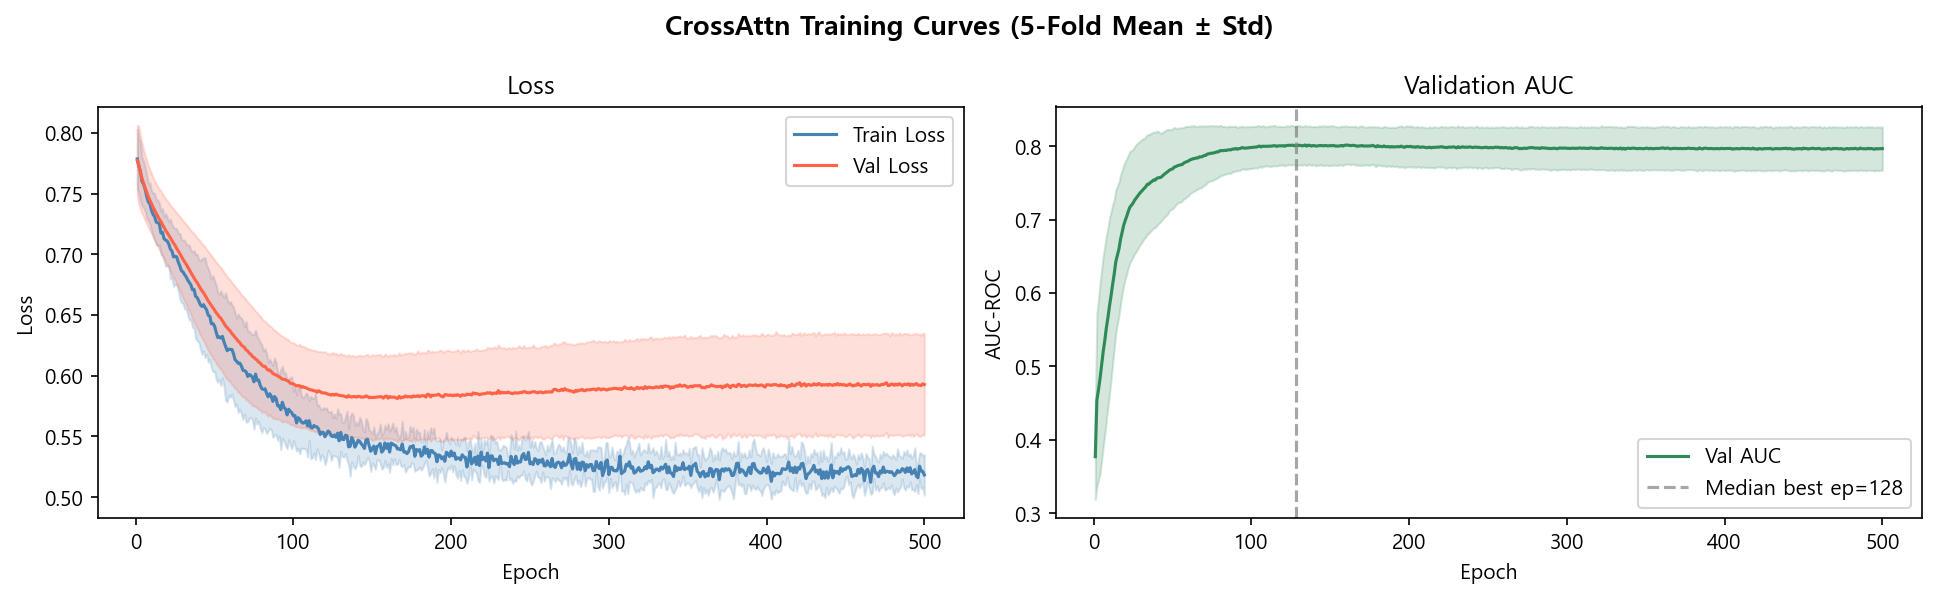 CrossAttn Training Curves (5-Fold Mean ± Std)
Loss
Train Loss
Val Loss
Loss
0.80
0.75
0.70
0.65
0.60
0.55
0.50
0 100 200 300 400 500
Epoch
Validation AUC
AUC-ROC
0.8
0.7
0.6
0.5
0.4
0.3
Val AUC
Median best ep=128
0 100 200 300 400 500
Epoch